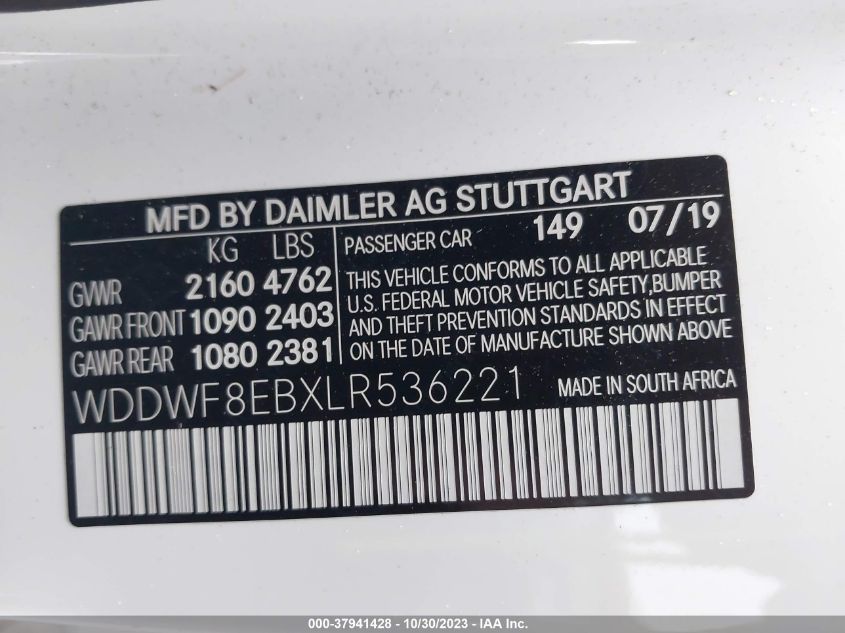 MFD BY DAIMLER AG STUTTGART
KG LBS
GVWR 2160 4762
GAWR FRONT 1090 2403
GAWR REAR 1080 2381
PASSENGER CAR 149 07/19
THIS VEHICLE CONFORMS TO ALL APPLICABLE
U.S. FEDERAL MOTOR VEHICLE SAFETY,BUMPER
AND THEFT PREVENTION STANDARDS IN EFFECT
ON THE DATE OF MANUFACTURE SHOWN ABOVE
WDDWF8EBXLR536221
MADE IN SOUTH AFRICA
000-37941428 - 10/30/2023 - IAA Inc.